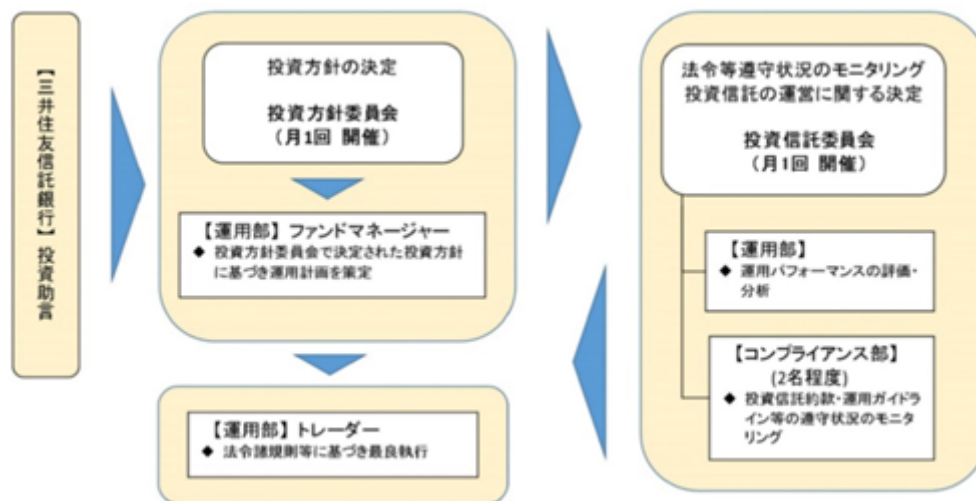 【三井住友信託銀行】投資助言
投資方針の決定
投資方針委員会
（月1回 開催）
【運用部】ファンドマネージャー
◆ 投資方針委員会で決定された投資方針
に基づき運用計画を策定
【運用部】トレーダー
◆ 法令諸規則等に基づき最良執行
法令等遵守状況のモニタリング
投資信託の運営に関する決定
投資信託委員会
（月1回 開催）
【運用部】
◆ 運用パフォーマンスの評価・
分析
【コンプライアンス部】
(2名程度)
◆ 投資信託約款・運用ガイドラ
イン等の遵守状況のモニタ
リング